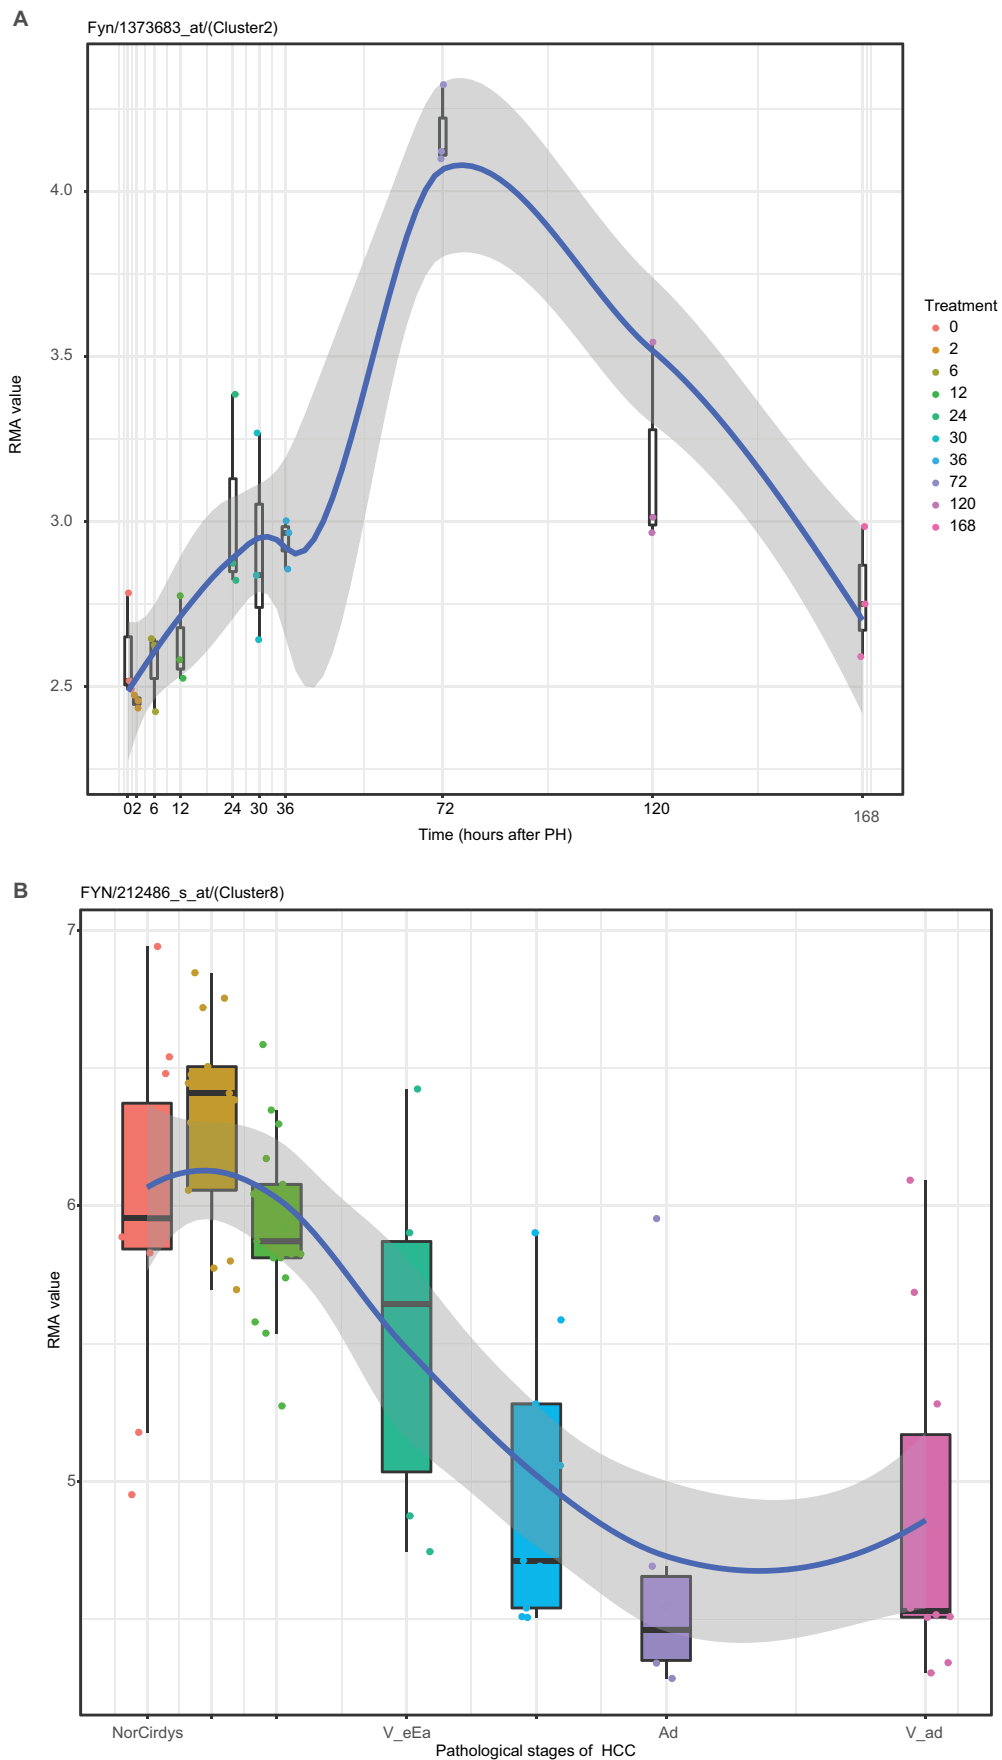 A
Fyn/1373683_at/(Cluster2)
4.0
3.5
3.0
2.5
RMA value
02 6 12 24 30 36 72 120 168
Time (hours after PH)
Treatment
0
2
6
12
24
30
36
72
120
168
B
FYN/212486_s_at/(Cluster8)
7
6
5
RMA value
NorCirdys V_eEa Ad V_ad
Pathological stages of HCC